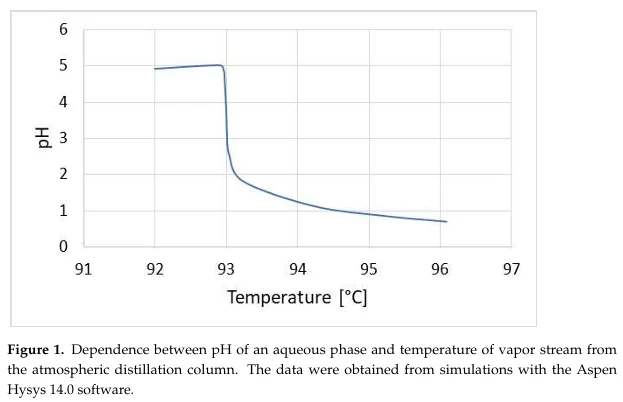 6
5
4
3
2
1
0
pH
91 92 93 94 95 96 97
Temperature [°C]
Figure 1. Dependence between pH of an aqueous phase and temperature of vapor stream from
the atmospheric distillation column. The data were obtained from simulations with the Aspen
Hysys 14.0 software.